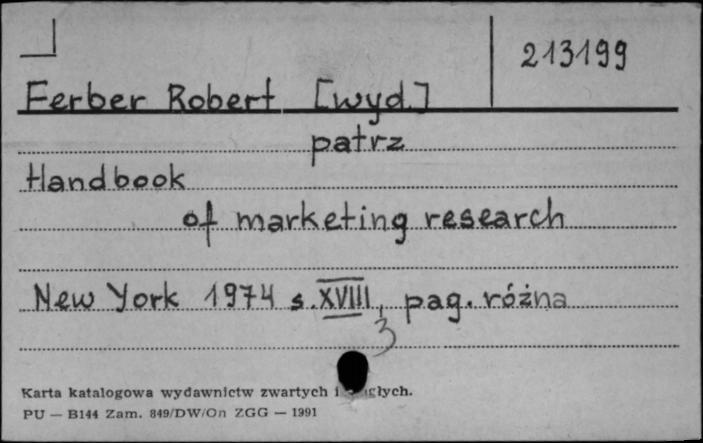 213199
Ferber Robert [wyd.]
patrz
Handbook
of marketing research
New York 1974 s. XVIII, pag. różna
3
Karta katalogowa wydawnictw zwartych i
PU — B144 Zam. 849/DW/On ZGG — 1991